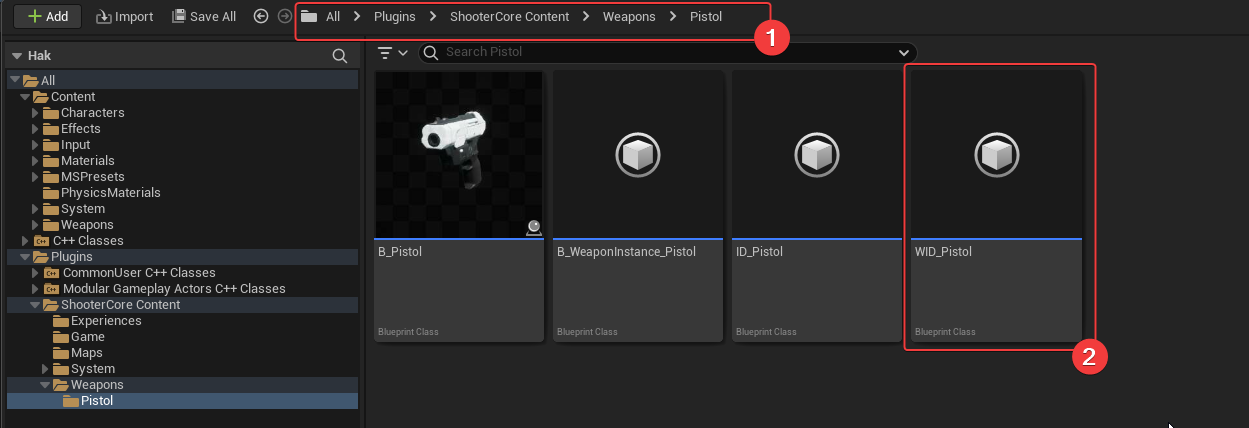 Add Import Save All All Plugins ShooterCore Content Weapons Pistol
1
Hak
Search Pistol
All
Content
Characters
Effects
Input
Materials
MSPresets
PhysicsMaterials
System
Weapons
C++ Classes
Plugins
CommonUser C++ Classes
Modular Gameplay Actors C++ Classes
ShooterCore Content
Experiences
Game
Maps
System
Weapons
Pistol
B_Pistol
Blueprint Class
B_WeaponInstance_Pistol
Blueprint Class
ID_Pistol
Blueprint Class
WID_Pistol
Blueprint Class
2